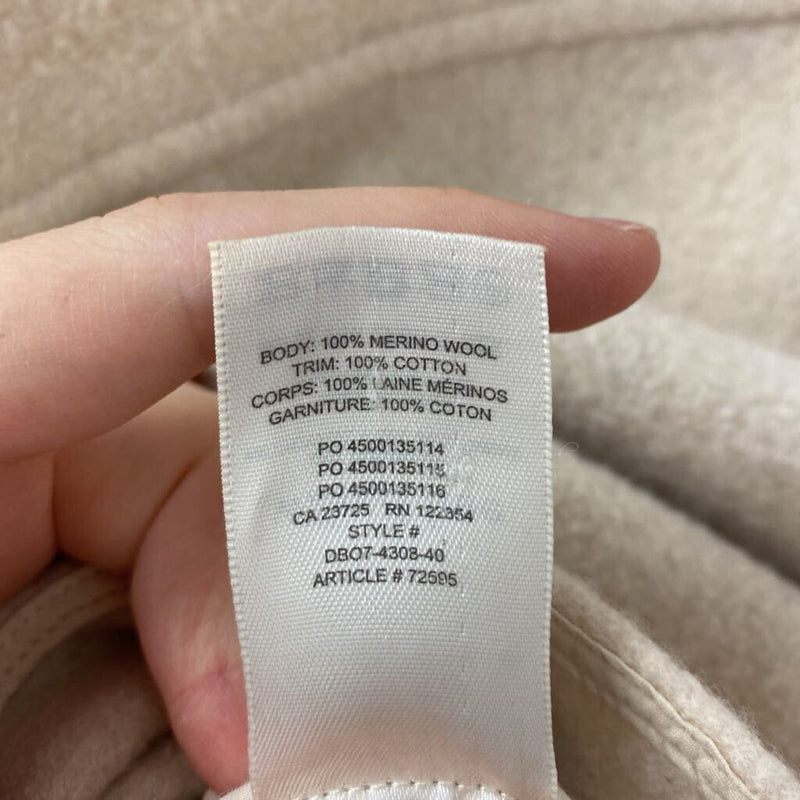 BODY: 100% MERINO WOOL
TRIM: 100% COTTON
CORPS: 100% LAINE MÉRINOS
GARNITURE: 100% COTON
PO 4500135114
PO 4500135115
PO 4500135116
CA 23725 RN 122354
STYLE #
DBO7-4308-40
ARTICLE # 72595